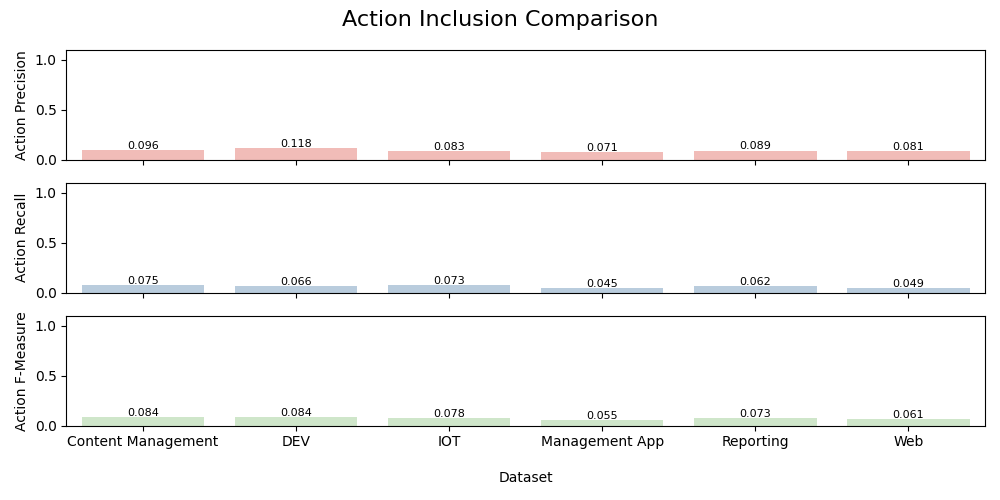 Action Inclusion Comparison
Action Precision
1.0
0.5
0.0
0.096 0.118 0.083 0.071 0.089 0.081
Action Recall
1.0
0.5
0.0
0.075 0.066 0.073 0.045 0.062 0.049
Action F-Measure
1.0
0.5
0.0
0.084 0.084 0.078 0.055 0.073 0.061
Content Management DEV IOT Management App Reporting Web
Dataset